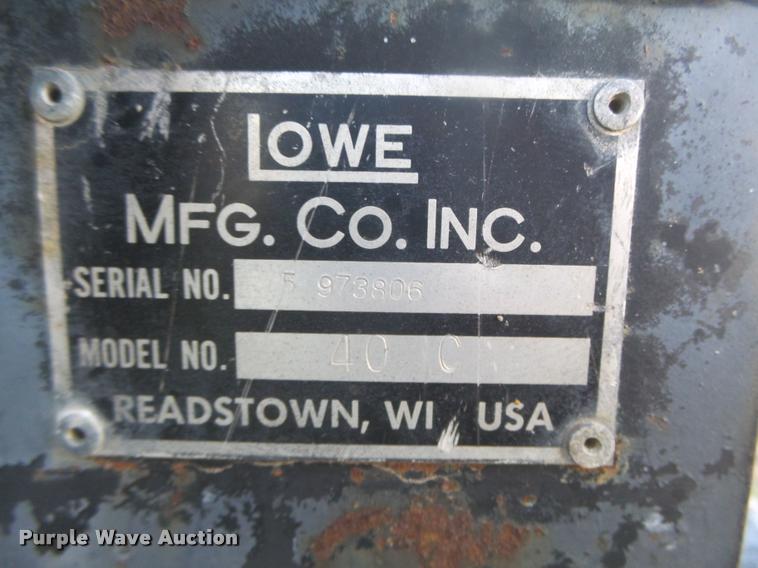 LOWE
MFG. CO. INC.
SERIAL NO. 5 973806
MODEL NO. 40 C
READSTOWN, WI USA
Purple Wave Auction